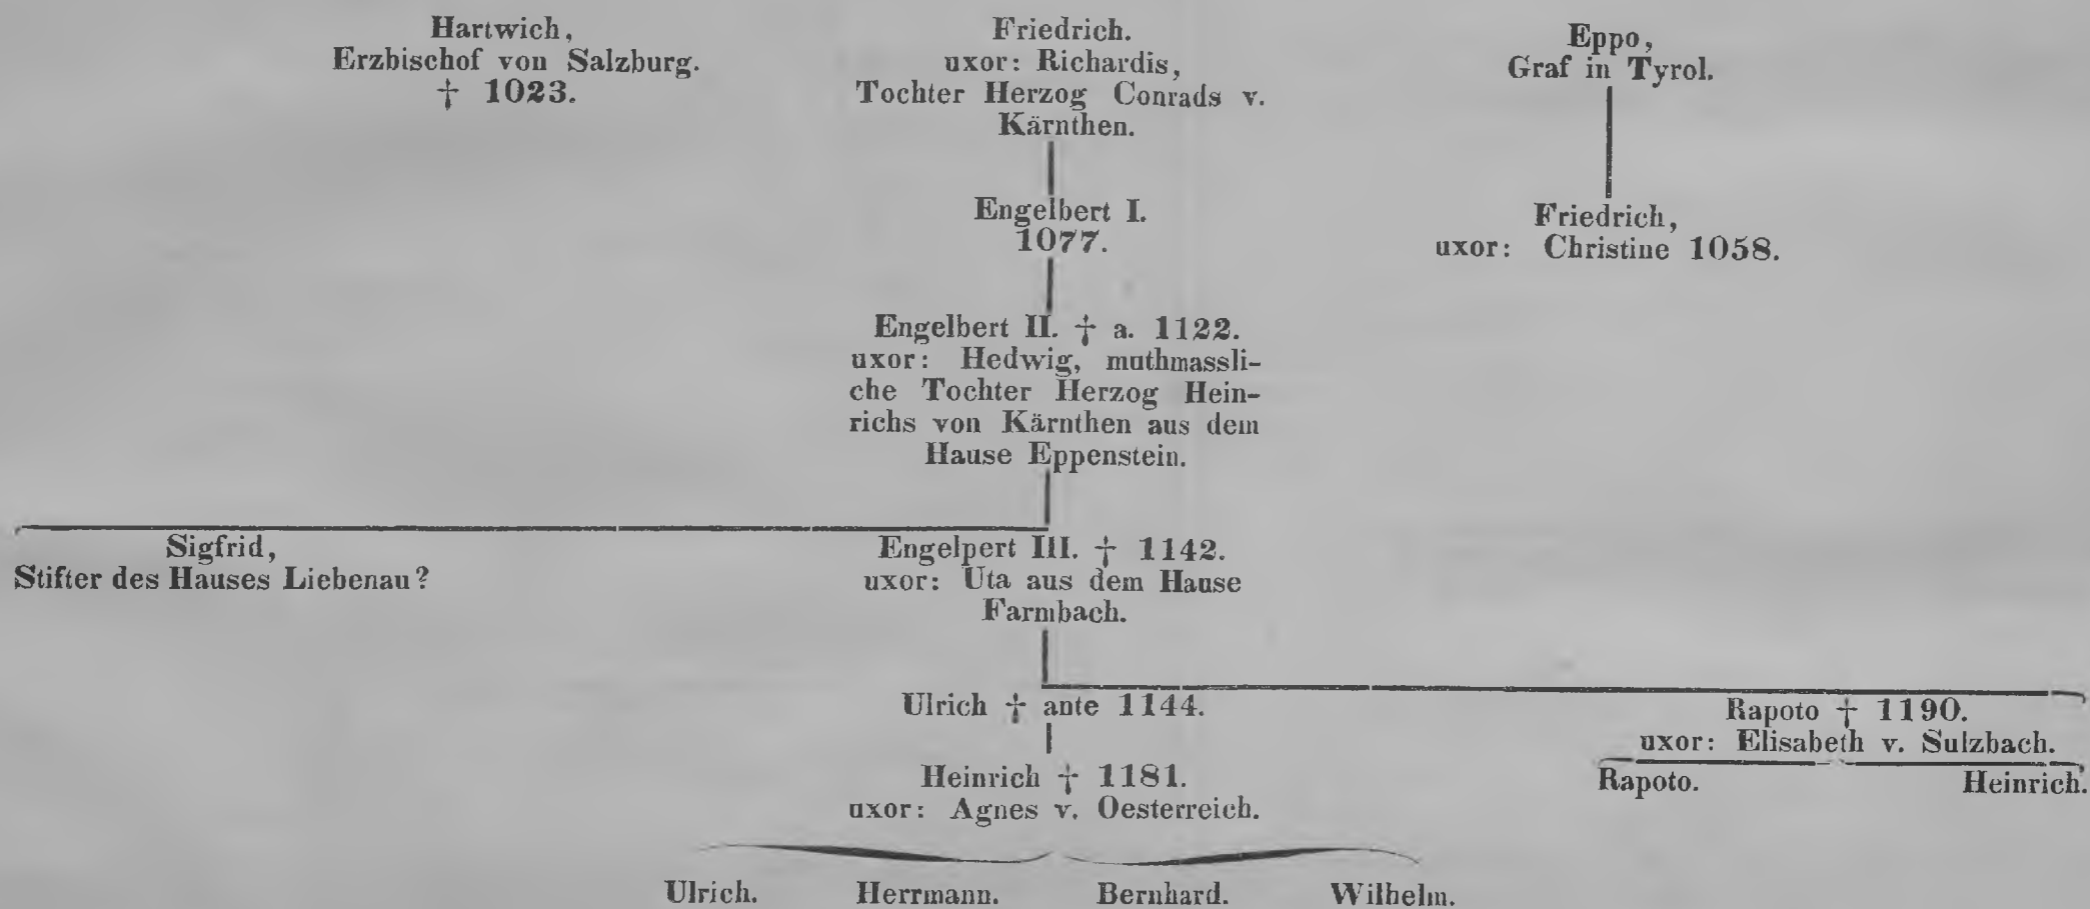 Hartwich,
Erzbischof von Salzburg.
† 1023.
Friedrich.
uxor: Richardis,
Tochter Herzog Conrads v.
Kärnthen.
Eppo,
Graf in Tyrol.
Engelbert I.
1077.
Friedrich,
uxor: Christine 1058.
Engelbert II. † a. 1122.
uxor: Hedwig, muthmassli-
che Tochter Herzog Hein-
richs von Kärnthen aus dem
Hause Eppenstein.
Sigfrid,
Stifter des Hauses Liebenau?
Engelpert III. † 1142.
uxor: Uta aus dem Hause
Farmbach.
Ulrich † ante 1144.
Rapoto † 1190.
uxor: Elisabeth v. Sulzbach.
Rapoto. Heinrich.
Heinrich † 1181.
uxor: Agnes v. Oesterreich.
Ulrich. Herrmann. Bernhard. Wilhelm.